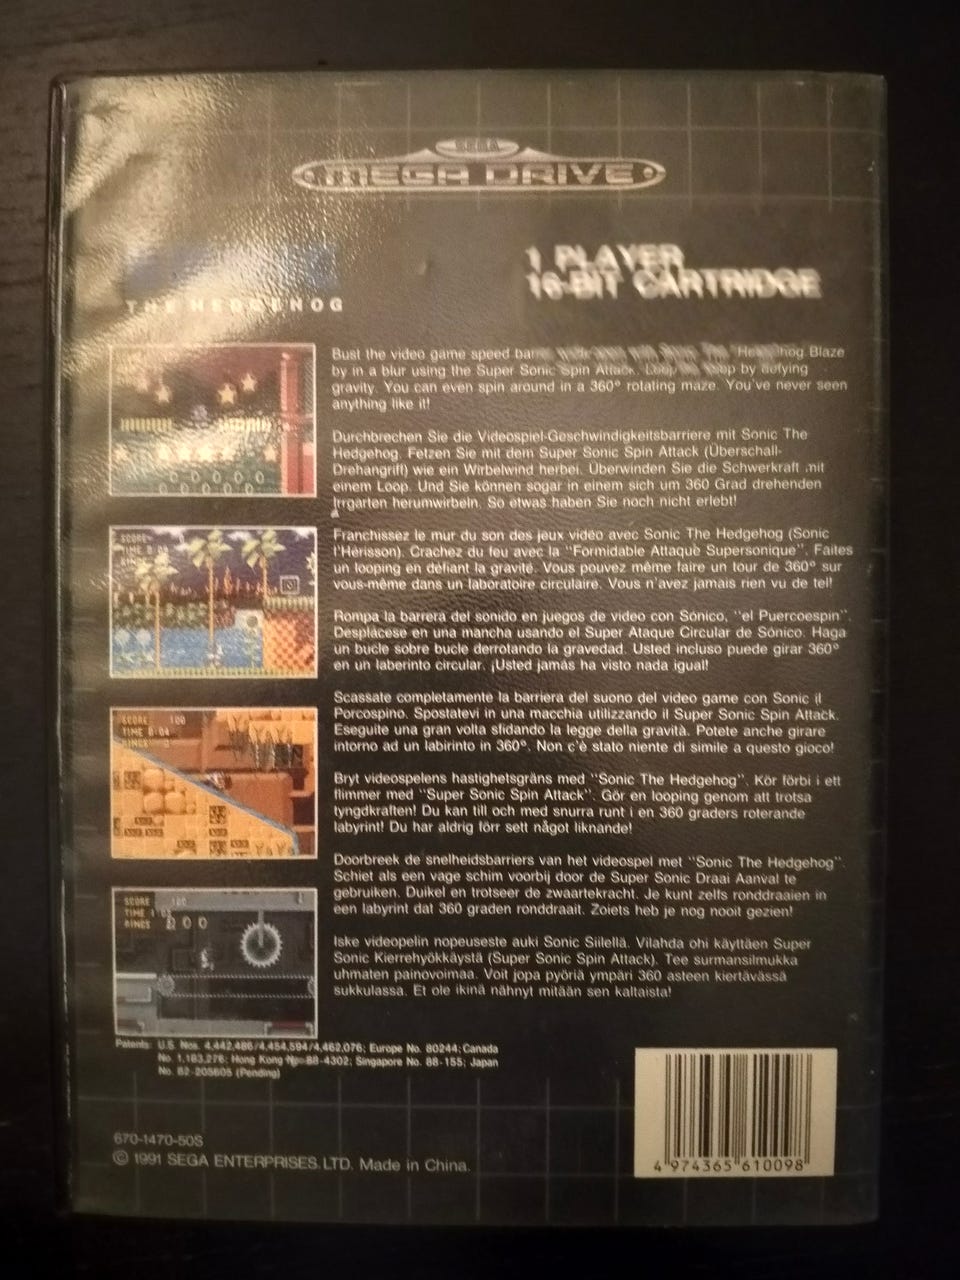 SEGA
MEGA DRIVE
1 PLAYER
16-BIT CARTRIDGE
THE HEDGEHOG
Bust the video game speed Blaze
by in a blur using the Super Sonic Spin Attack. Loop the loop by defying
gravity. You can even spin around in a 360° rotating maze. You've never seen
anything like it!
Durchbrechen Sie die Videospiel-Geschwindigkeitsbarriere mit Sonic The
Hedgehog. Fetzen Sie mit dem Super Sonic Spin Attack (Überschall-
Drehangriff) wie ein Wirbelwind herbei. Überwinden Sie die Schwerkraft mit
einem Loop. Und Sie können sogar in einem sich um 360 Grad drehenden
Irrgarten herumwirbeln. So etwas haben Sie noch nicht erlebt!
Franchissez le mur du son des jeux vidéo avec Sonic The Hedgehog (Sonic
l'Hérisson). Crachez du feu avec la "Formidable Attaque Supersonique". Faites
un looping en défiant la gravité. Vous pouvez même faire un tour de 360° sur
vous-même dans un laboratoire circulaire. Vous n'avez jamais rien vu de tel!
Rompa la barrera del sonido en juegos de video con Sónico, "el Puercoespin".
Desplácese en una mancha usando el Super Ataque Circular de Sónico. Haga
un bucle sobre bucle derrotando la gravedad. Usted incluso puede girar 360°
en un laberinto circular. ¡Usted jamás ha visto nada igual!
Scassate completamente la barriera del suono del video game con Sonic il
Porcospino. Spostatevi in una macchia utilizzando il Super Sonic Spin Attack.
Eseguite una gran volta sfidando la legge della gravità. Potete anche girare
intorno ad un labirinto in 360°. Non c'è stato niente di simile a questo gioco!
Bryt videospelens hastighetsgräns med "Sonic The Hedgehog". Kör förbi i ett
flimmer med "Super Sonic Spin Attack". Gör en looping genom att trotsa
tyngdkraften! Du kan till och med snurra runt i en 360 graders roterande
labyrint! Du har aldrig förr sett något liknande!
Doorbreek de snelheidsbarriers van het videospel met "Sonic The Hedgehog".
Schiet als een vage schim voorbij door de Super Sonic Draai Aanval te
gebruiken. Duikel en trotseer de zwaartekracht. Je kunt zelfs ronddraaien in
een labyrint dat 360 graden ronddraait. Zoiets heb je nog nooit gezien!
Iske videopelin nopeuseste auki Sonic Siilellä. Vilahda ohi käyttäen Super
Sonic Kierrehyökkäystä (Super Sonic Spin Attack). Tee surmansilmukka
uhmaten painovoimaa. Voit jopa pyöriä ympäri 360 asteen kiertävässä
sukkulassa. Et ole ikinä nähnyt mitään sen kaltaista!
SCORE
TIME
SCORE 100
TIME 0:04
RINGS 0
SCORE 100
TIME
RINGS
Patents: U.S. Nos. 4,442,486/4,454,594/4,462,076; Europe No. 80244; Canada
No. 1,183,276; Hong Kong No. 88-4302; Singapore No. 88-155; Japan
No. 82-205605 (Pending)
670-1470-50S
© 1991 SEGA ENTERPRISES LTD. Made in China.
4 974365 610098